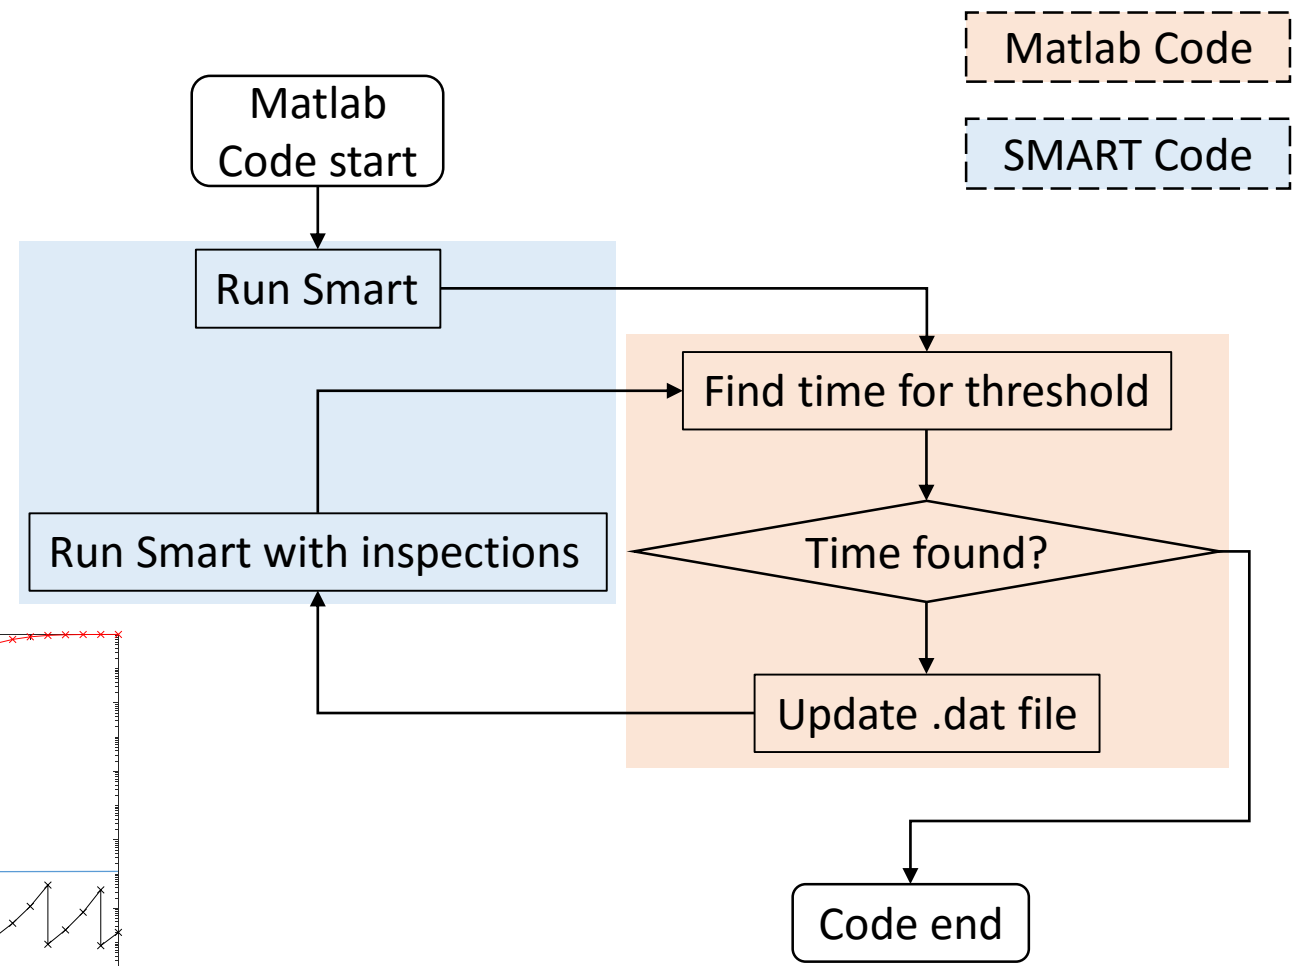 Matlab Code
SMART Code
Matlab
Code start
Run Smart
Find time for threshold
Time found?
Run Smart with inspections
Update .dat file
Code end